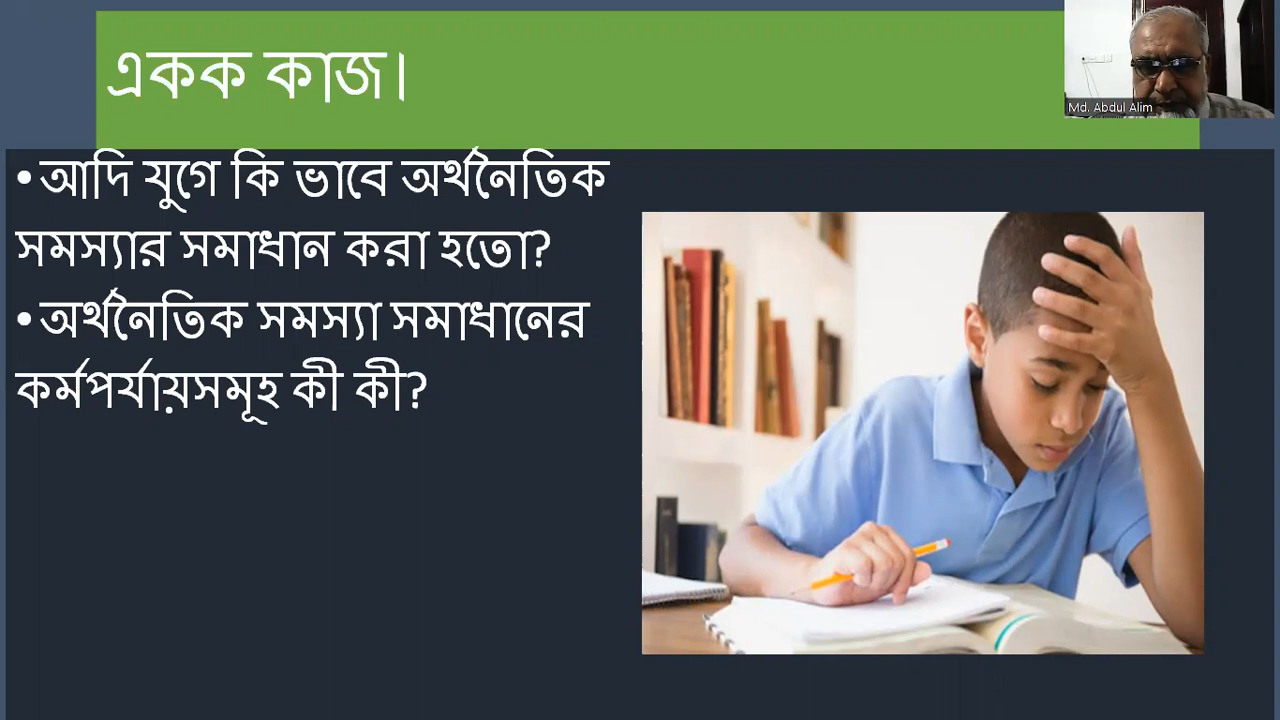 একক কাজ।
Md. Abdul Alim
•আদি যুগে কি ভাবে অর্থনৈতিক
সমস্যার সমাধান করা হতো?
•অর্থনৈতিক সমস্যা সমাধানের
কর্মপর্যায়সমূহ কী কী?